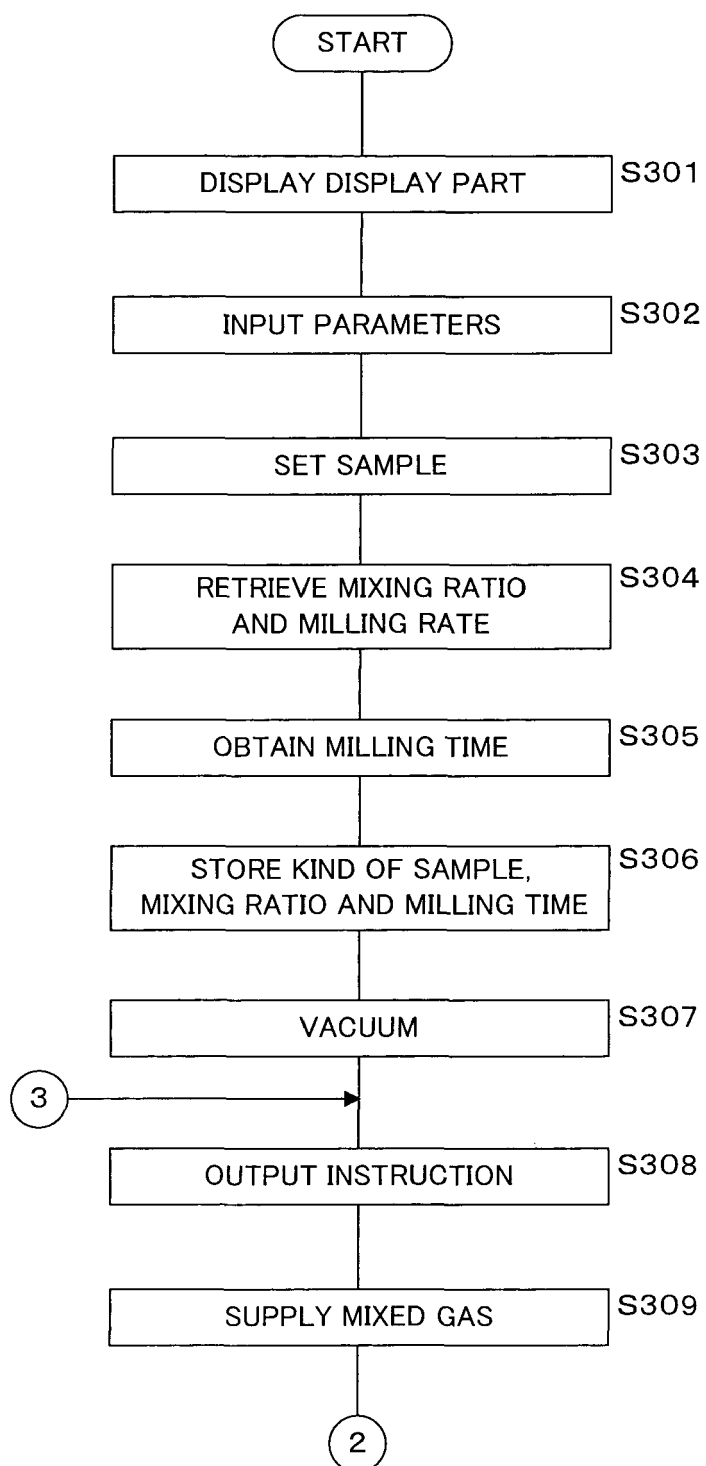 START
DISPLAY DISPLAY PART S301
INPUT PARAMETERS S302
SET SAMPLE S303
RETRIEVE MIXING RATIO S304
AND MILLING RATE
OBTAIN MILLING TIME S305
STORE KIND OF SAMPLE, S306
MIXING RATIO AND MILLING TIME
VACUUM S307
3
OUTPUT INSTRUCTION S308
SUPPLY MIXED GAS S309
2